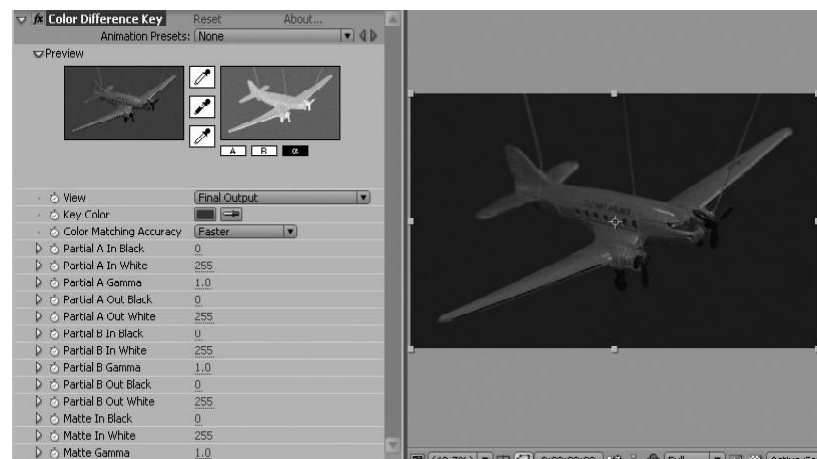 fx Color Difference Key Reset About...
Animation Presets: None
Preview
A B α
View Final Output
Key Color
Color Matching Accuracy Faster
Partial A In Black 0
Partial A In White 255
Partial A Gamma 1.0
Partial A Out Black 0
Partial A Out White 255
Partial B In Black 0
Partial B In White 255
Partial B Gamma 1.0
Partial B Out Black 0
Partial B Out White 255
Matte In Black 0
Matte In White 255
Matte Gamma 1.0